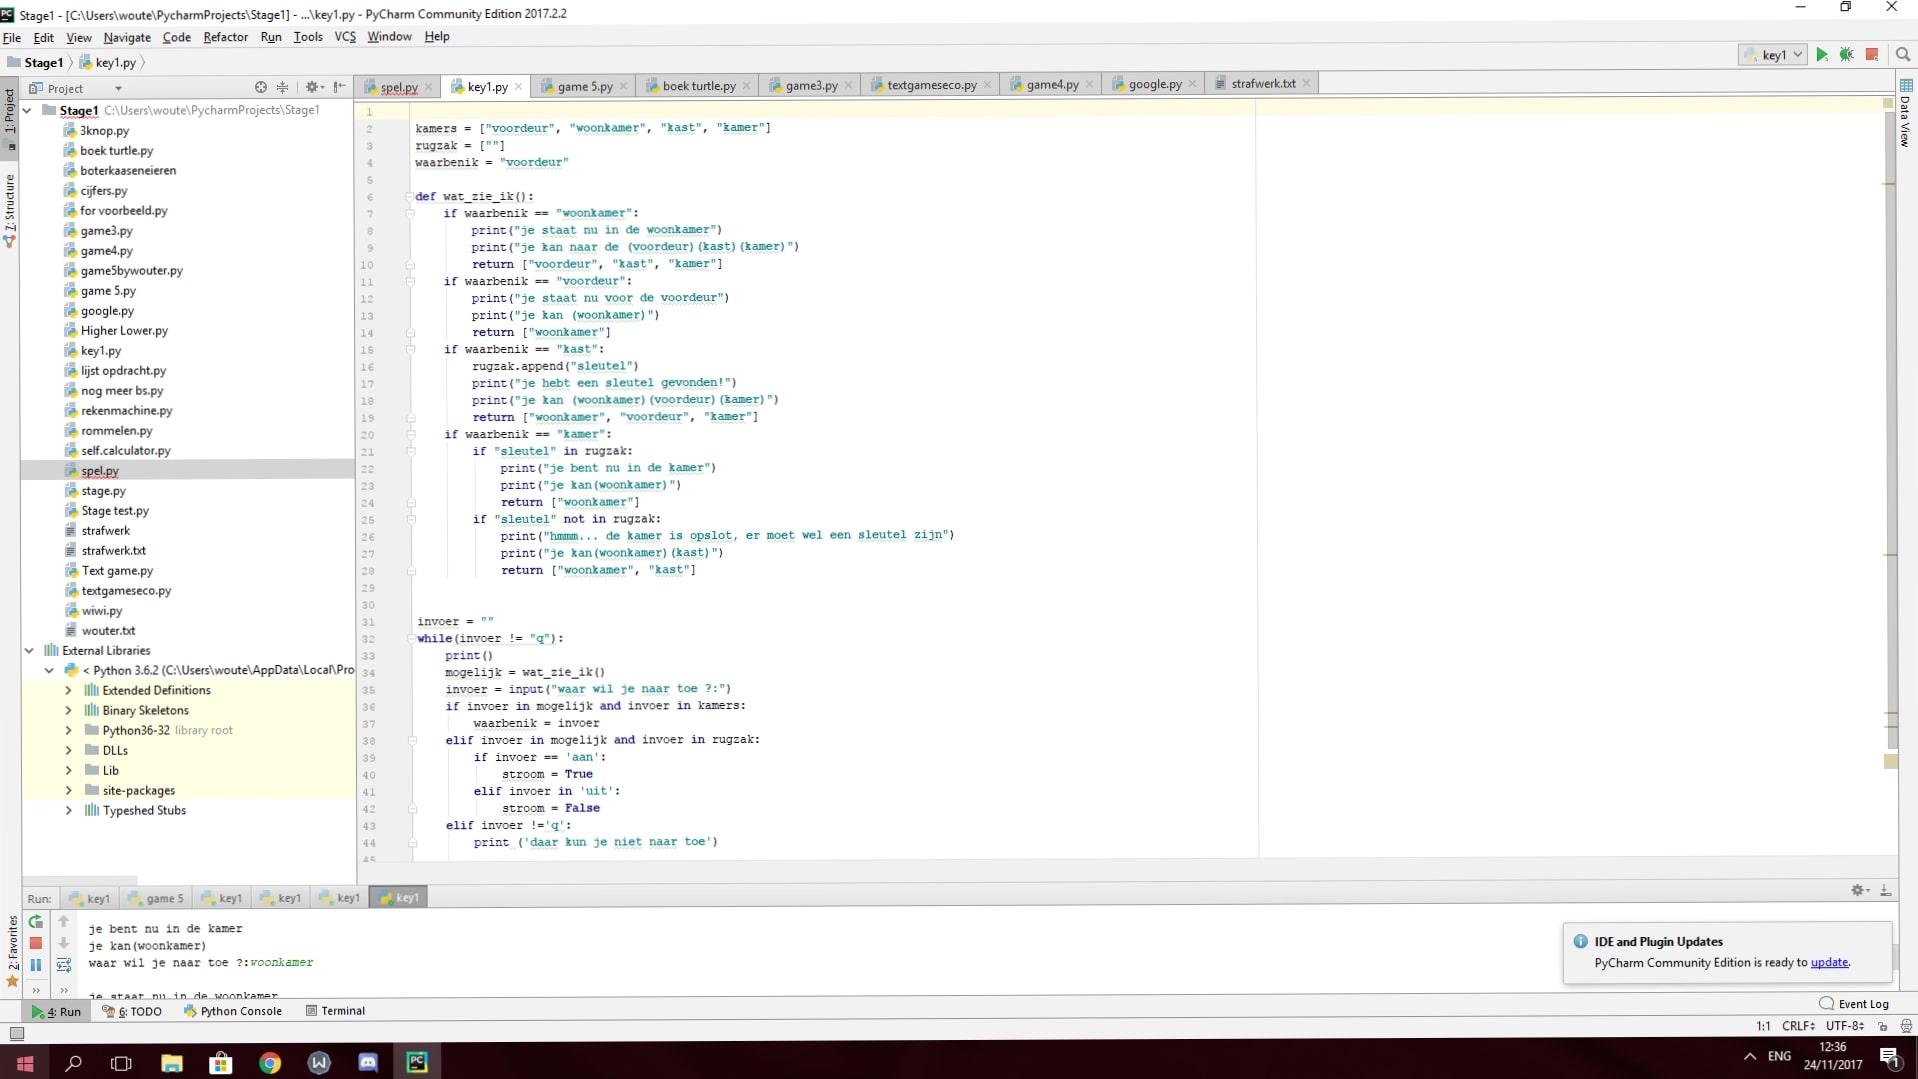 Stage1 - [C:\Users\woute\PycharmProjects\Stage1] - ...\key1.py - PyCharm Community Edition 2017.2.2
File Edit View Navigate Code Refactor Run Tools VCS Window Help
Stage1 key1.py key1
Project spel.py key1.py game 5.py boek turtle.py game3.py textgameseco.py game4.py google.py strafwerk.txt
1: Project
7: Structure
2: Favorites
Data View
Stage1 C:\Users\woute\PycharmProjects\Stage1
3knop.py
boek turtle.py
boterkaaseneieren
cijfers.py
for voorbeeld.py
game3.py
game4.py
game5bywouter.py
game 5.py
google.py
Higher Lower.py
key1.py
lijst opdracht.py
nog meer bs.py
rekenmachine.py
rommelen.py
self.calculator.py
spel.py
stage.py
Stage test.py
strafwerk
strafwerk.txt
Text game.py
textgameseco.py
wiwi.py
wouter.txt
External Libraries
< Python 3.6.2 (C:\Users\woute\AppData\Local\Pro
Extended Definitions
Binary Skeletons
Python36-32 library root
DLLs
Lib
site-packages
Typeshed Stubs
1
2 kamers = ["voordeur", "woonkamer", "kast", "kamer"]
3 rugzak = [""]
4 waarbenik = "voordeur"
5
6 def wat_zie_ik():
7 if waarbenik == "woonkamer":
8 print("je staat nu in de woonkamer")
9 print("je kan naar de (voordeur)(kast)(kamer)")
10 return ["voordeur", "kast", "kamer"]
11 if waarbenik == "voordeur":
12 print("je staat nu voor de voordeur")
13 print("je kan (woonkamer)")
14 return ["woonkamer"]
15 if waarbenik == "kast":
16 rugzak.append("sleutel")
17 print("je hebt een sleutel gevonden!")
18 print("je kan (woonkamer)(voordeur)(kamer)")
19 return ["woonkamer", "voordeur", "kamer"]
20 if waarbenik == "kamer":
21 if "sleutel" in rugzak:
22 print("je bent nu in de kamer")
23 print("je kan(woonkamer)")
24 return ["woonkamer"]
25 if "sleutel" not in rugzak:
26 print("hmmm... de kamer is opslot, er moet wel een sleutel zijn")
27 print("je kan(woonkamer)(kast)")
28 return ["woonkamer", "kast"]
29
30
31 invoer = ""
32 while(invoer != "q"):
33 print()
34 mogelijk = wat_zie_ik()
35 invoer = input("waar wil je naar toe ?:")
36 if invoer in mogelijk and invoer in kamers:
37 waarbenik = invoer
38 elif invoer in mogelijk and invoer in rugzak:
39 if invoer == 'aan':
40 stroom = True
41 elif invoer in 'uit':
42 stroom = False
43 elif invoer !='q':
44 print ('daar kun je niet naar toe')
45
Run: key1 game 5 key1 key1 key1 key1
je bent nu in de kamer
je kan(woonkamer)
waar wil je naar toe ?:woonkamer
je staat nu in de woonkamer
IDE and Plugin Updates
PyCharm Community Edition is ready to update.
4: Run 6: TODO Python Console Terminal Event Log
1:1 CRLF UTF-8
ENG 12:36
24/11/2017 1